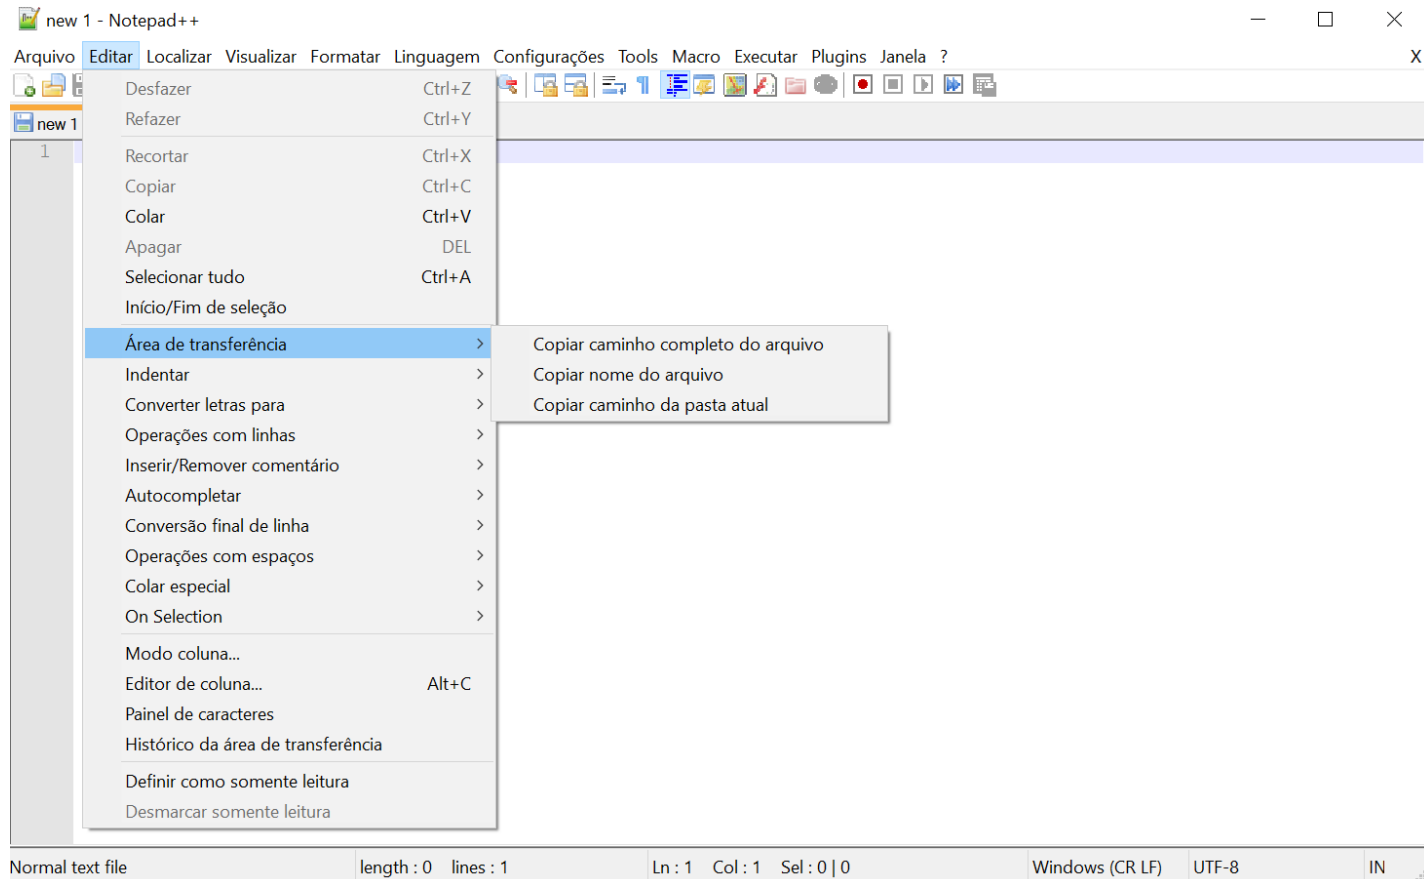 new 1 - Notepad++
Arquivo Editar Localizar Visualizar Formatar Linguagem Configurações Tools Macro Executar Plugins Janela ? X
new 1
1
Desfazer Ctrl+Z
Refazer Ctrl+Y
Recortar Ctrl+X
Copiar Ctrl+C
Colar Ctrl+V
Apagar DEL
Selecionar tudo Ctrl+A
Início/Fim de seleção
Área de transferência
Indentar
Converter letras para
Operações com linhas
Inserir/Remover comentário
Autocompletar
Conversão final de linha
Operações com espaços
Colar especial
On Selection
Modo coluna...
Editor de coluna... Alt+C
Painel de caracteres
Histórico da área de transferência
Definir como somente leitura
Desmarcar somente leitura
Copiar caminho completo do arquivo
Copiar nome do arquivo
Copiar caminho da pasta atual
Normal text file length : 0 lines : 1 Ln : 1 Col : 1 Sel : 0 | 0 Windows (CR LF) UTF-8 IN